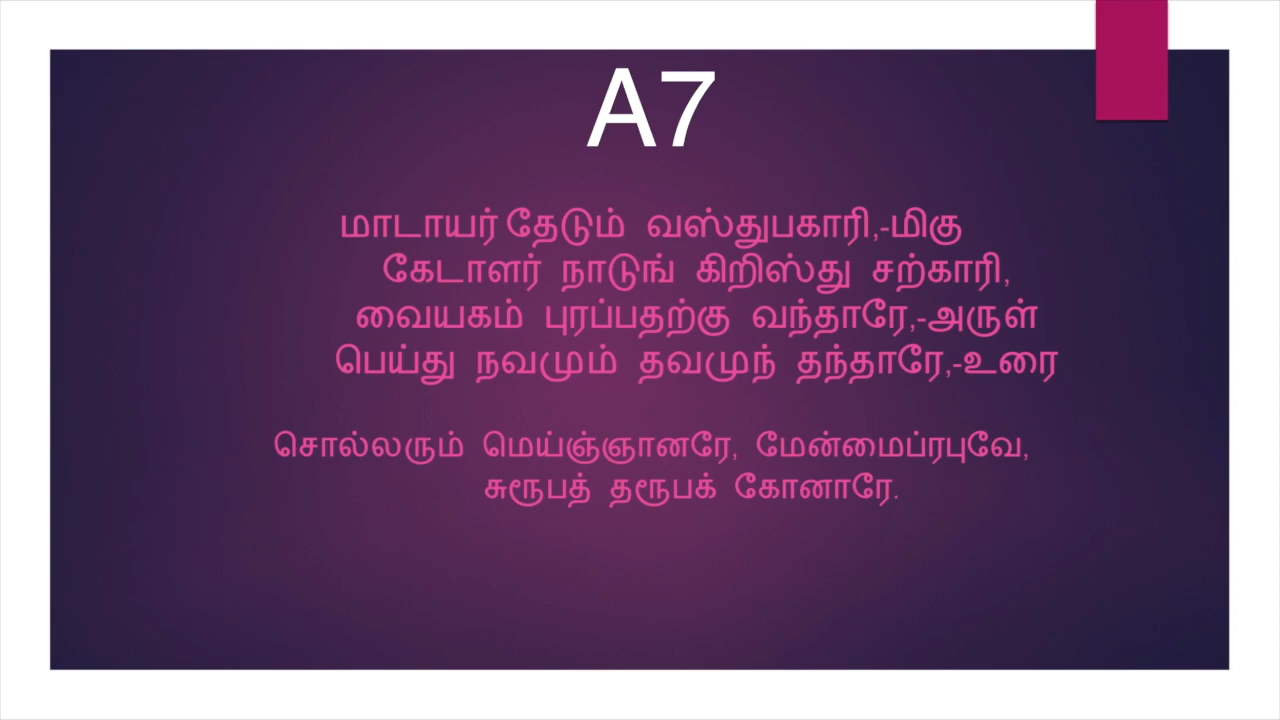 A7
மாடாயர் தேடும் வஸ்துபகாரி,-மிகு
கேடாளர் நாடுங் கிறிஸ்து சற்காரி,
வையகம் புரப்பதற்கு வந்தாரே,-அருள்
பெய்து நவமும் தவமுந் தந்தாரே,-உரை
சொல்லரும் மெய்ஞ்ஞானரே, மேன்மைப்ரபுவே,
சுரூபத் தரூபக் கோனாரே.